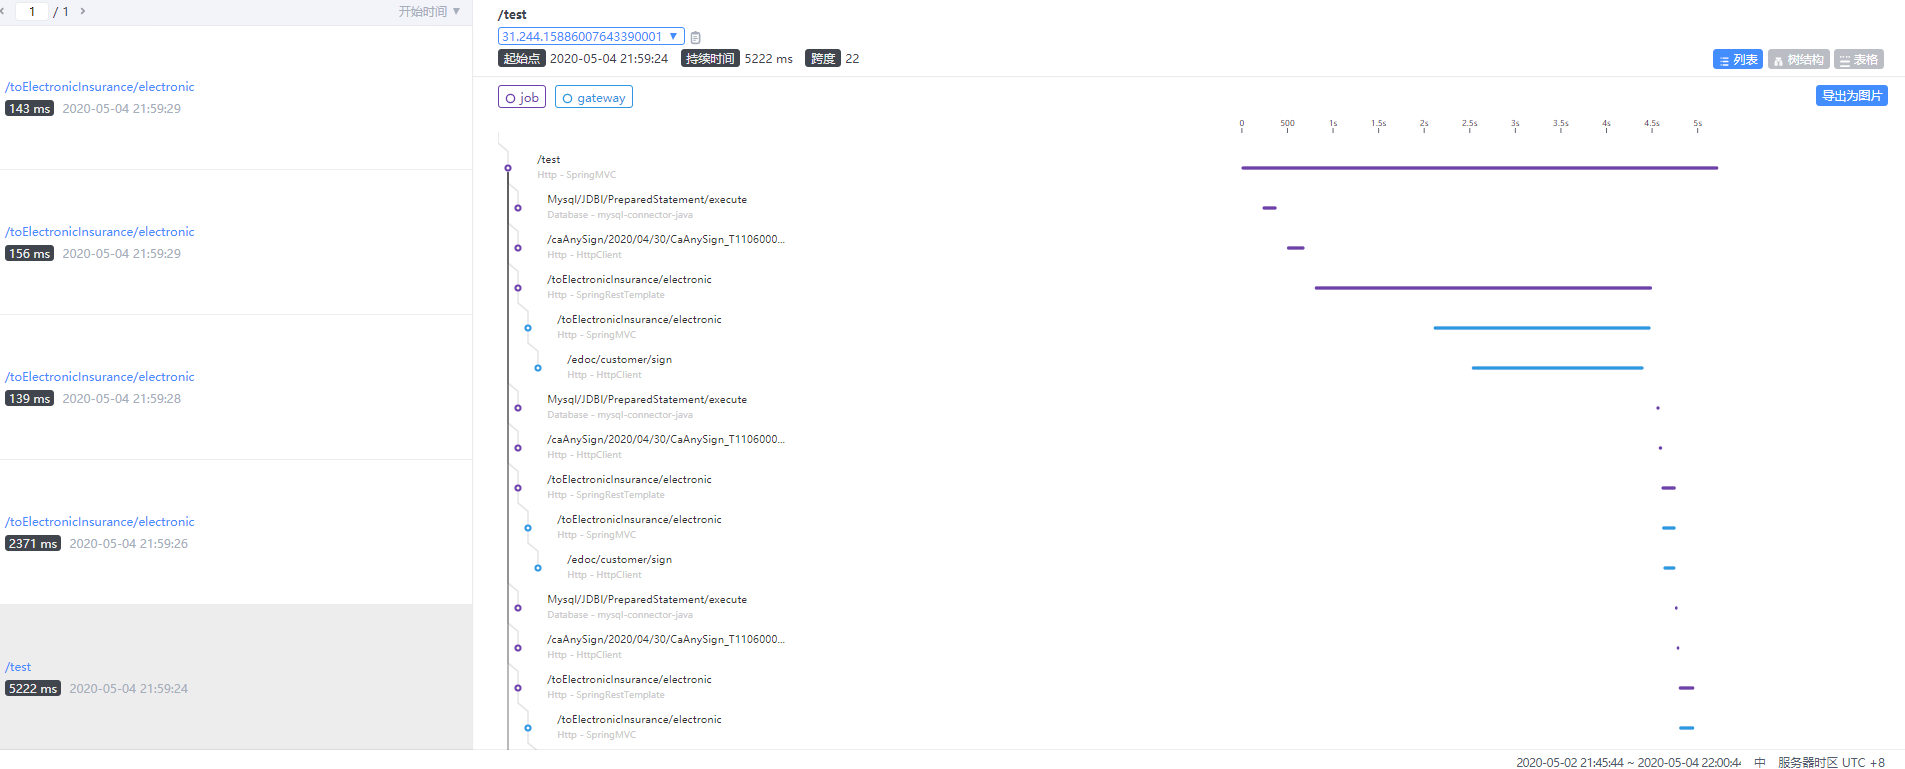 1 / 1 开始时间
/toElectronicInsurance/electronic
143 ms 2020-05-04 21:59:29
/toElectronicInsurance/electronic
156 ms 2020-05-04 21:59:29
/toElectronicInsurance/electronic
139 ms 2020-05-04 21:59:28
/toElectronicInsurance/electronic
2371 ms 2020-05-04 21:59:26
/test
5222 ms 2020-05-04 21:59:24
/test
31.244.15886007643390001
起始点 2020-05-04 21:59:24 持续时间 5222 ms 跨度 22
列表 树结构 表格
job gateway
导出为图片
0 500 1s 1.5s 2s 2.5s 3s 3.5s 4s 4.5s 5s
/test
Http - SpringMVC
Mysql/JDBI/PreparedStatement/execute
Database - mysql-connector-java
/caAnySign/2020/04/30/CaAnySign_T1106000...
Http - HttpClient
/toElectronicInsurance/electronic
Http - SpringRestTemplate
/toElectronicInsurance/electronic
Http - SpringMVC
/edoc/customer/sign
Http - HttpClient
Mysql/JDBI/PreparedStatement/execute
Database - mysql-connector-java
/caAnySign/2020/04/30/CaAnySign_T1106000...
Http - HttpClient
/toElectronicInsurance/electronic
Http - SpringRestTemplate
/toElectronicInsurance/electronic
Http - SpringMVC
/edoc/customer/sign
Http - HttpClient
Mysql/JDBI/PreparedStatement/execute
Database - mysql-connector-java
/caAnySign/2020/04/30/CaAnySign_T1106000...
Http - HttpClient
/toElectronicInsurance/electronic
Http - SpringRestTemplate
/toElectronicInsurance/electronic
Http - SpringMVC
2020-05-02 21:45:44 ~ 2020-05-04 22:00:44 中 服务器时区 UTC +8